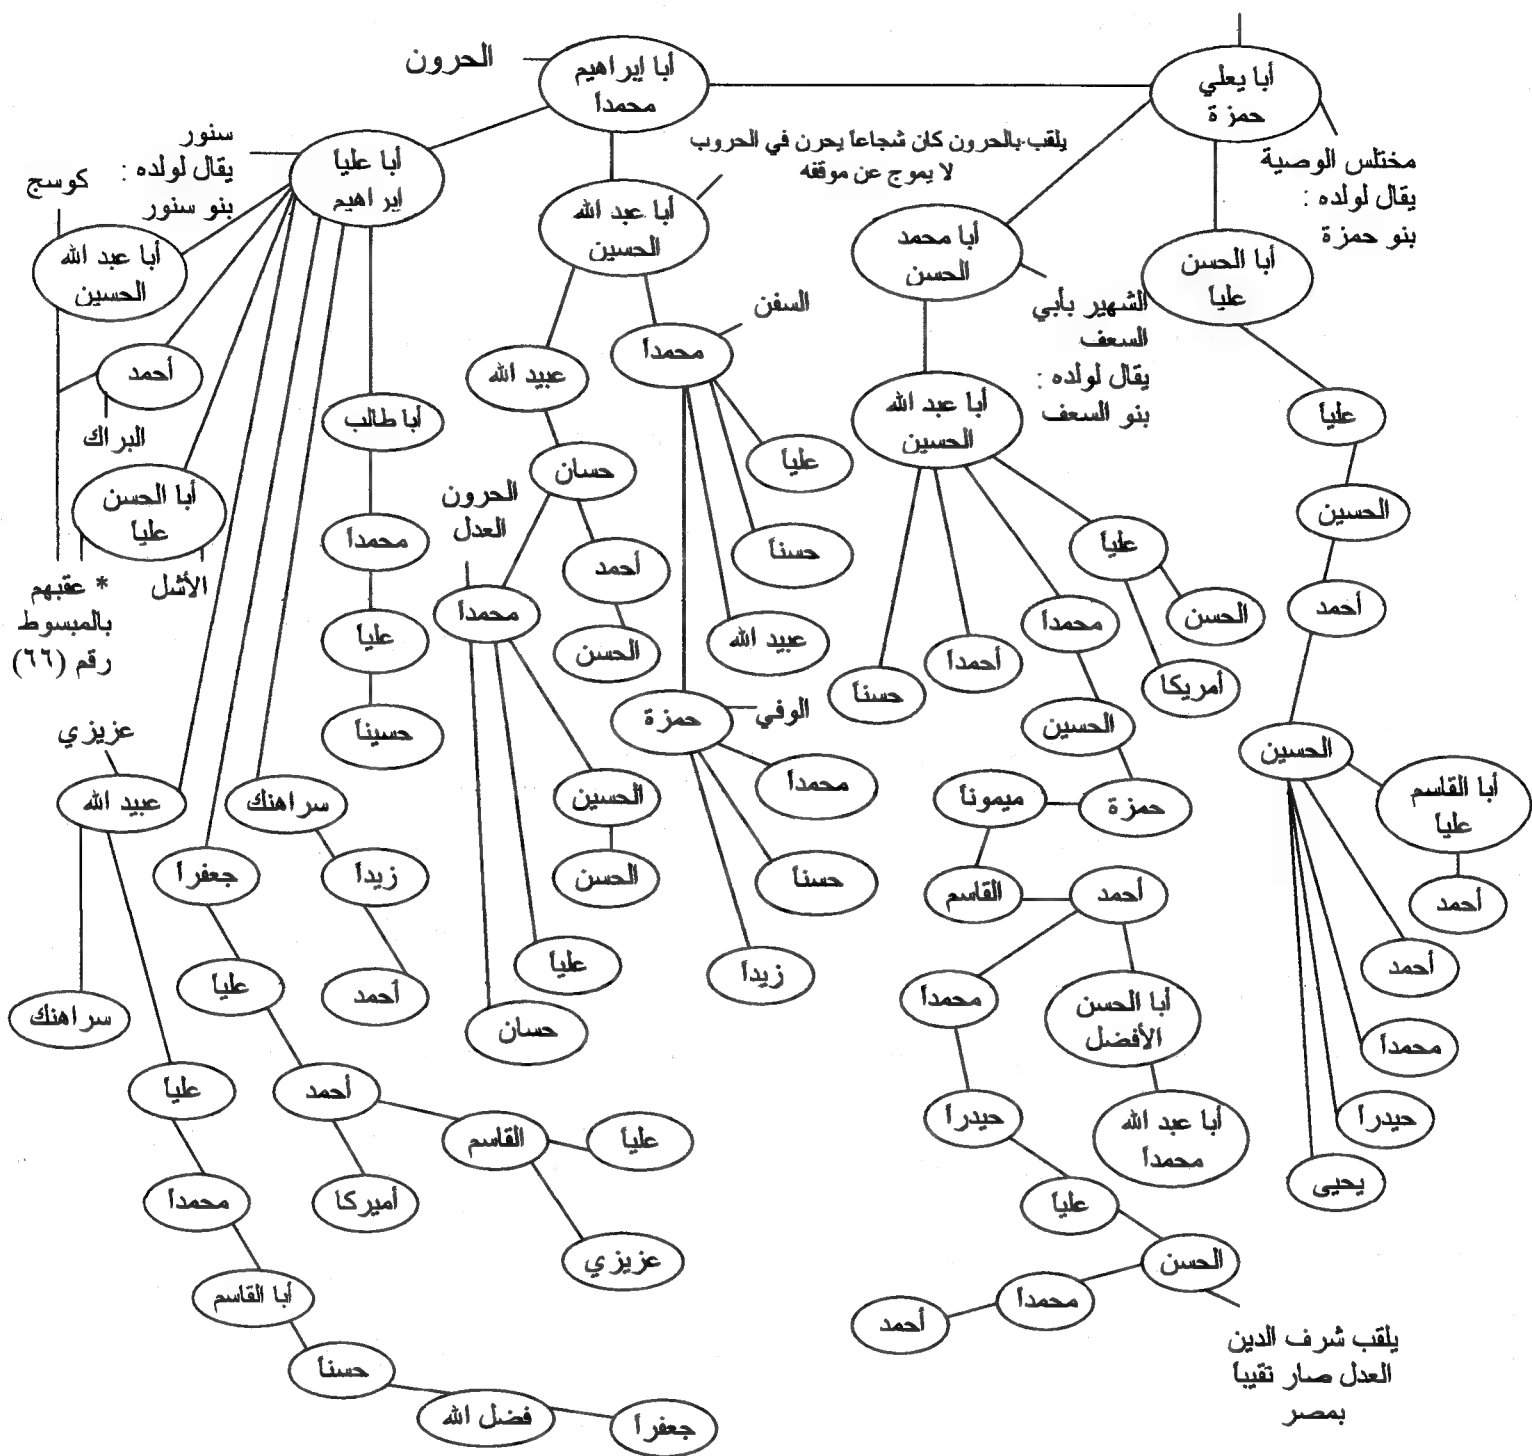 أبا يعلي
حمزة
مختلس الوصية
يقال لولده :
بنو حمزة
أبا الحسن
عليا
علياً
الحسين
أحمد
الحسين
أبا القاسم
عليا
أحمد
أحمد
محمداً
حيدراً
يحيى
أبا محمد
الحسن
الشهير بأبي
السعف
يقال لولده :
بنو السعف
أبا عبد الله
الحسين
علياً
الحسن
أمريكا
محمداً
الحسين
حمزة
ميموناً
القاسم
أحمد
أبا الحسن
الأفضل
أبا عبد الله
محمداً
محمداً
حيدراً
علياً
الحسن
يلقب شرف الدين
العدل صار نقيبا
بمصر
محمداً
أحمد
أحمداً
حسناً
أبا إبراهيم
محمداً
الحرون
أبا عبد الله
الحسين
يلقب بالحرون كان شجاعاً يحرن في الحروب
لا يموج عن موقفه
محمداً
السفن
علياً
حسناً
عبيد الله
حمزة
الوفي
محمداً
حسناً
زيداً
عبيد الله
حسان
أحمد
الحسن
محمداً
الحرون
العدل
الحسين
الحسن
علياً
حسان
أبا عليا
إبراهيم
سنور
يقال لولده :
بنو سنور
أبا طالب
محمداً
علياً
حسيناً
سراهنك
زيداً
أحمد
جعفراً
علياً
أحمد
أميركا
القاسم
علياً
عزيزي
عبيد الله
عزيزي
سراهنك
علياً
محمداً
أبا القاسم
حسناً
فضل الله
جعفراً
أبا الحسن
عليا
الأشل
أحمد
البراك
أبا عبد الله
الحسين
كوسج
* عقبهم
بالمبسوط
رقم (٦٦)